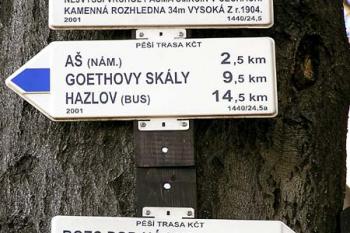 KAMENNÁ ROZHLEDNA 34m VYSOKÁ Z r.1904.
2001 1440/24,5
PĚŠÍ TRASA KČT
AŠ (NÁM.) 2,5 km
GOETHOVY SKÁLY 9,5 km
HAZLOV (BUS) 14,5 km
2001 1440/24,5a
PĚŠÍ TRASA KČT